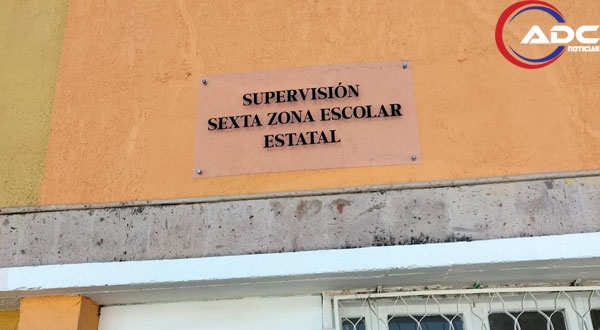 ADC
NOTICIAS
SUPERVISIÓN
SEXTA ZONA ESCOLAR
ESTATAL